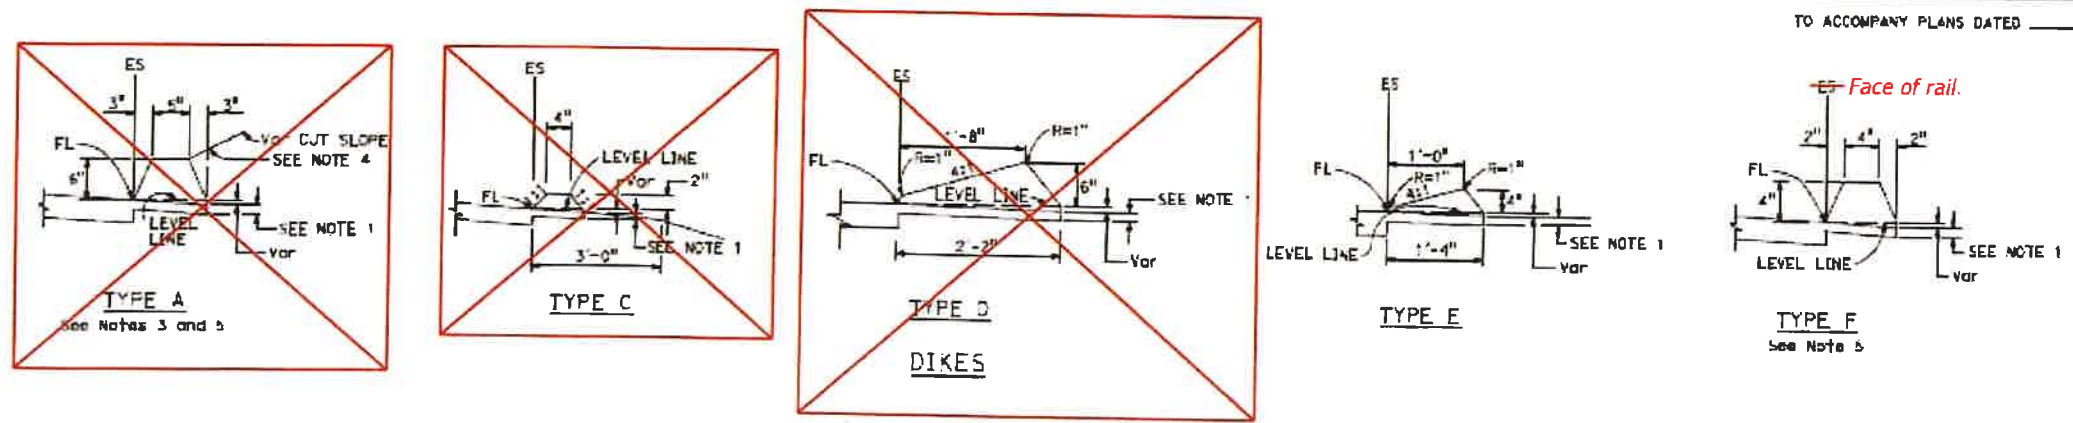 TO ACCOMPANY PLANS DATED
ES
3" 5" 3"
Var CUT SLOPE
SEE NOTE 4
FL
6"
LEVEL LINE
SEE NOTE 1
Var
TYPE A
See Notes 3 and 5
ES
4"
LEVEL LINE
Var
2"
FL
SEE NOTE 1
3'-0"
TYPE C
ES
1'-8"
R=1"
FL
R=1"
4:1
6"
LEVEL LINE
SEE NOTE
2'-2"
Var
TYPE D
DIKES
ES
1'-0"
R=1"
FL
R=1"
4:1
4"
SEE NOTE 1
LEVEL LINE
1'-4"
Var
TYPE E
ES Face of rail.
2" 4" 2"
FL
4"
SEE NOTE 1
LEVEL LINE
Var
TYPE F
See Note 5